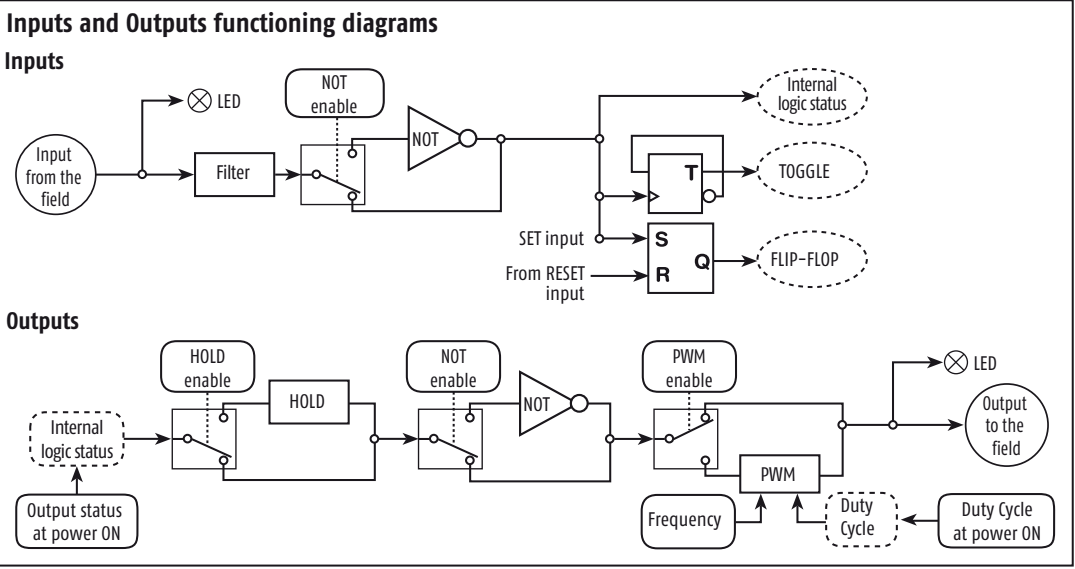 Inputs and Outputs functioning diagrams
Inputs
Input
from the
field
LED
Filter
NOT
enable
NOT
Internal
logic status
T
TOGGLE
SET input
From RESET
input
S
R
Q
FLIP-FLOP
Outputs
Internal
logic status
Output status
at power ON
HOLD
enable
HOLD
NOT
enable
NOT
PWM
enable
PWM
Frequency
Duty
Cycle
Duty Cycle
at power ON
LED
Output
to the
field